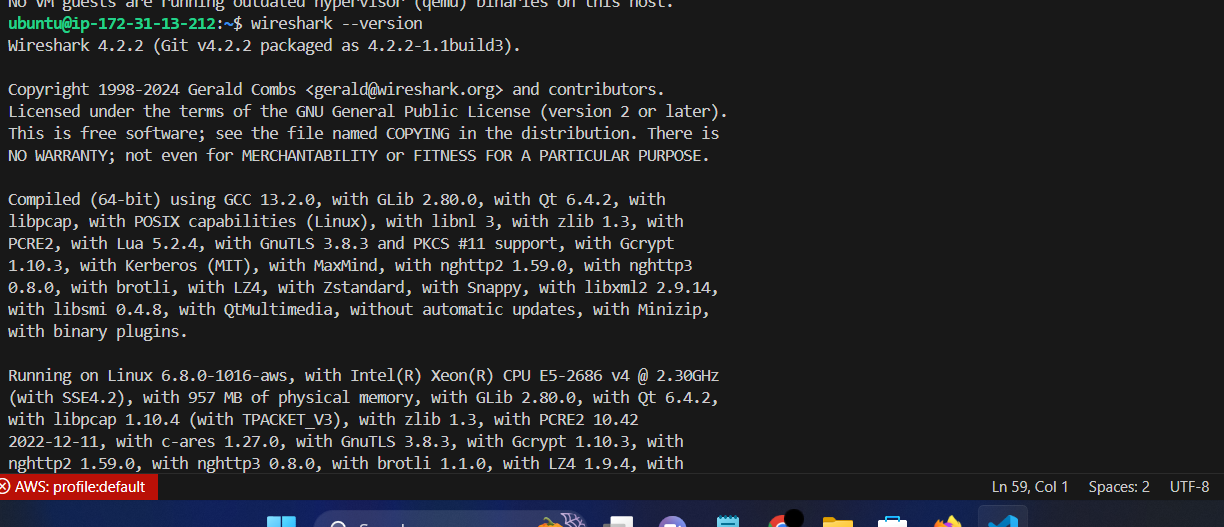 No VM guests are running outdated hypervisor (qemu) binaries on this host.
ubuntu@ip-172-31-13-212:~$ wireshark --version
Wireshark 4.2.2 (Git v4.2.2 packaged as 4.2.2-1.1build3).
Copyright 1998-2024 Gerald Combs <gerald@wireshark.org> and contributors.
Licensed under the terms of the GNU General Public License (version 2 or later).
This is free software; see the file named COPYING in the distribution. There is
NO WARRANTY; not even for MERCHANTABILITY or FITNESS FOR A PARTICULAR PURPOSE.
Compiled (64-bit) using GCC 13.2.0, with GLib 2.80.0, with Qt 6.4.2, with
libpcap, with POSIX capabilities (Linux), with libnl 3, with zlib 1.3, with
PCRE2, with Lua 5.2.4, with GnuTLS 3.8.3 and PKCS #11 support, with Gcrypt
1.10.3, with Kerberos (MIT), with MaxMind, with nghttp2 1.59.0, with nghttp3
0.8.0, with brotli, with LZ4, with Zstandard, with Snappy, with libxml2 2.9.14,
with libsmi 0.4.8, with QtMultimedia, without automatic updates, with Minizip,
with binary plugins.
Running on Linux 6.8.0-1016-aws, with Intel(R) Xeon(R) CPU E5-2686 v4 @ 2.30GHz
(with SSE4.2), with 957 MB of physical memory, with GLib 2.80.0, with Qt 6.4.2,
with libpcap 1.10.4 (with TPACKET_V3), with zlib 1.3, with PCRE2 10.42
2022-12-11, with c-ares 1.27.0, with GnuTLS 3.8.3, with Gcrypt 1.10.3, with
nghttp2 1.59.0, with nghttp3 0.8.0, with brotli 1.1.0, with LZ4 1.9.4, with
AWS: profile:default
Ln 59, Col 1
Spaces: 2
UTF-8